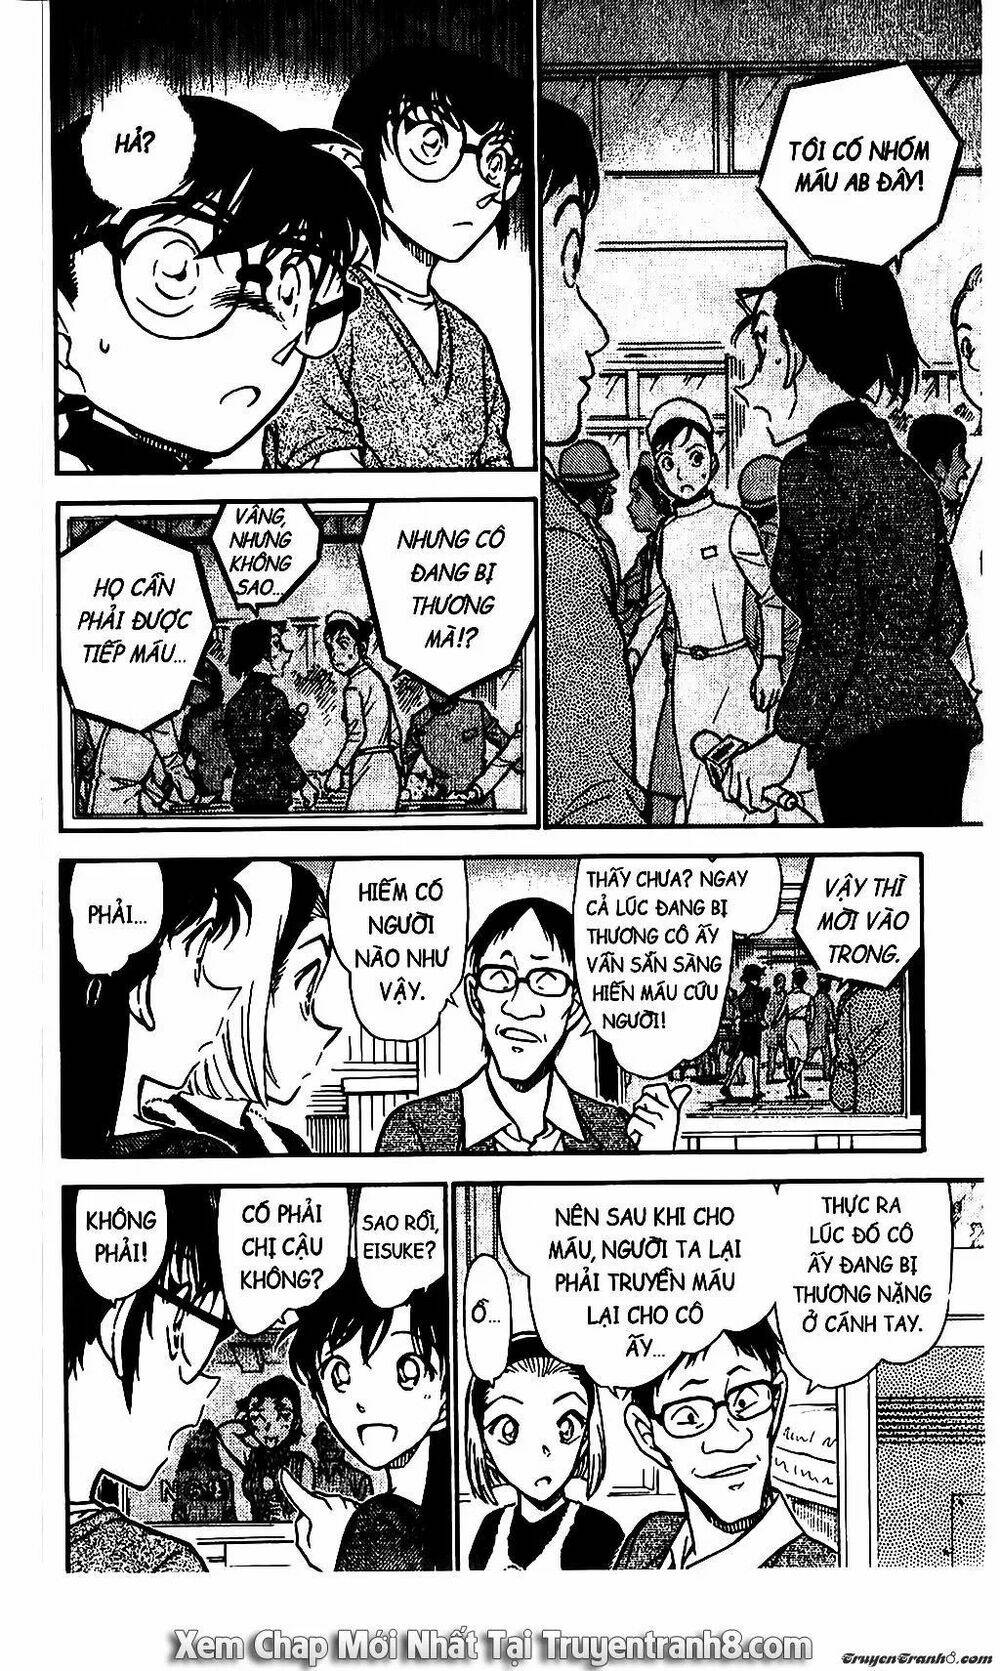 TÔI CÓ NHÓM
MÁU AB ĐÂY!
HẢ?
NHƯNG CÔ
ĐANG BỊ
THƯƠNG
MÀ!?
VÂNG,
NHƯNG
KHÔNG
SAO...
HỌ CẦN
PHẢI ĐƯỢC
TIẾP MÁU...
VẬY THÌ
MỜI VÀO
TRONG.
THẤY CHƯA? NGAY
CẢ LÚC ĐANG BỊ
THƯƠNG CÔ ẤY
VẪN SẴN SÀNG
HIẾN MÁU CỨU
NGƯỜI!
HIẾM CÓ
NGƯỜI
NÀO NHƯ
VẬY.
PHẢI...
THỰC RA
LÚC ĐÓ CÔ
ẤY ĐANG BỊ
THƯƠNG NẶNG
Ở CÁNH TAY.
NÊN SAU KHI CHO
MÁU, NGƯỜI TA LẠI
PHẢI TRUYỀN MÁU
LẠI CHO CÔ
ẤY...
Ồ...
SAO RỒI,
EISUKE?
CÓ PHẢI
CHỊ CẬU
KHÔNG?
KHÔNG
PHẢI!
Xem Chap Mới Nhất Tại Truyentranh8.com
TruyenTranh8.com